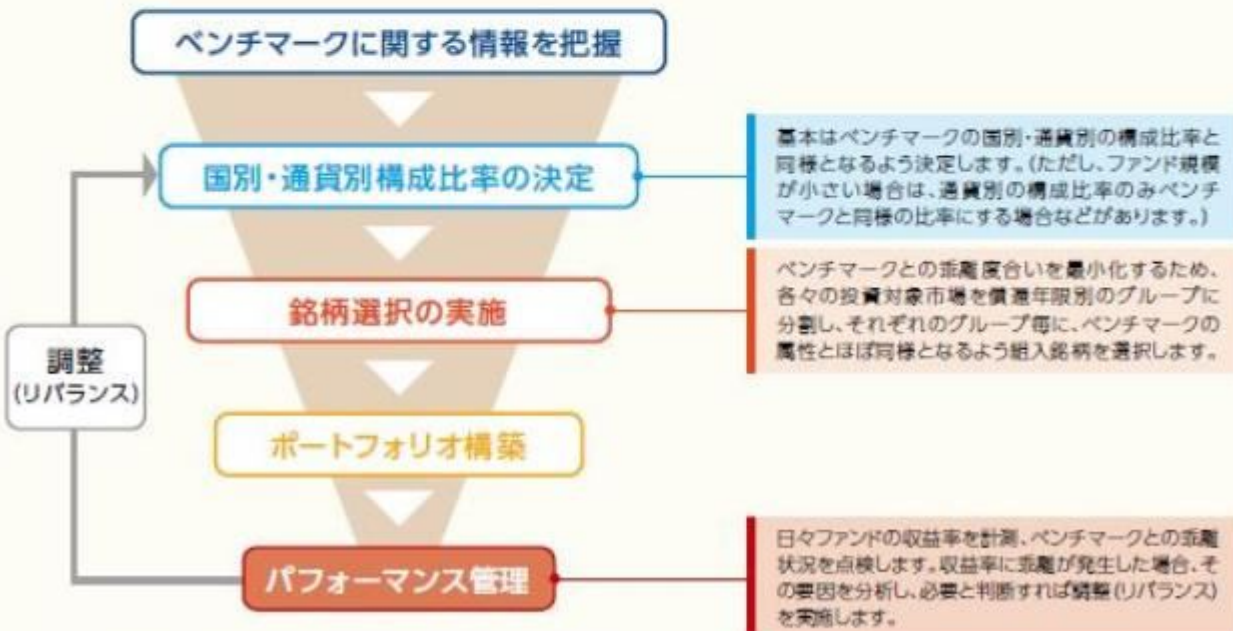 ベンチマークに関する情報を把握
国別・通貨別構成比率の決定
基本はベンチマークの国別・通貨別の構成比率と
同様となるよう決定します。(ただし、ファンド規模
が小さい場合は、通貨別の構成比率のみベンチ
マークと同様の比率にする場合などがあります。)
銘柄選択の実施
ベンチマークとの乖離度合いを最小化するため、
各々の投資対象市場を償還年限別のグループに
分割し、それぞれのグループ毎に、ベンチマークの
属性とほぼ同様となるよう組入銘柄を選択します。
調整
(リバランス)
ポートフォリオ構築
パフォーマンス管理
日々ファンドの収益率を計測、ベンチマークとの乖離
状況を点検します。収益率に乖離が発生した場合、そ
の要因を分析し、必要と判断すれば調整(リバランス)
を実施します。